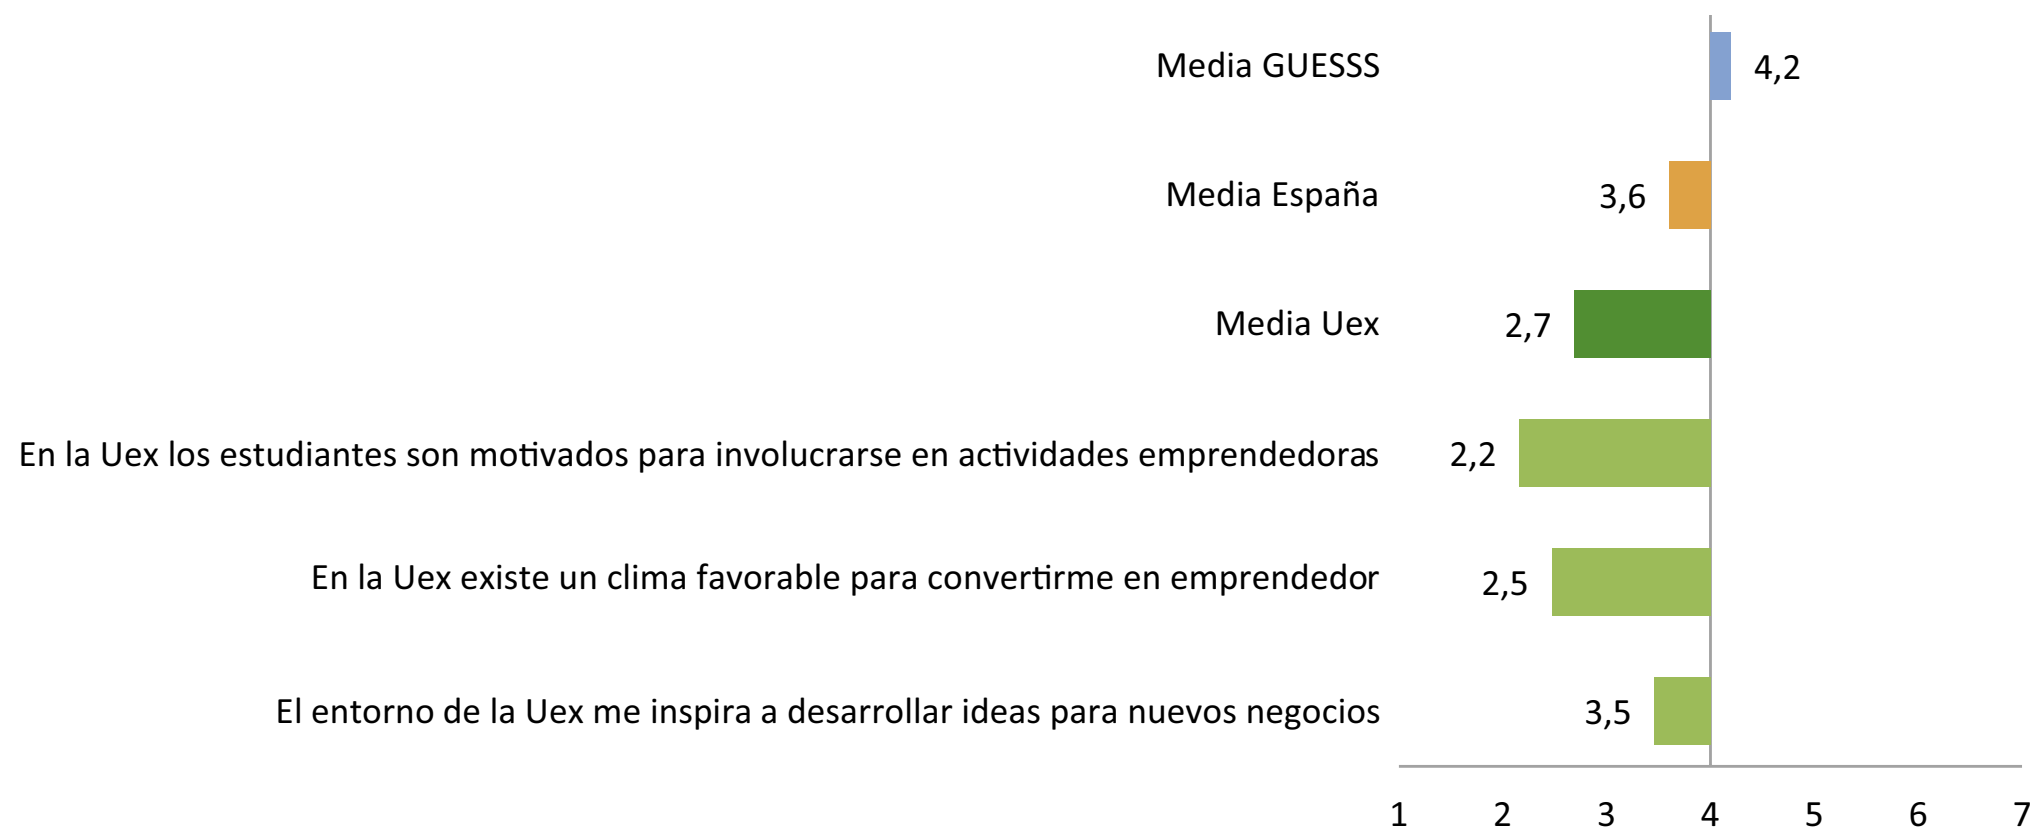 Media GUESSS
4,2
Media España
3,6
Media Uex
2,7
En la Uex los estudiantes son motivados para involucrarse en actividades emprendedoras
2,2
En la Uex existe un clima favorable para convertirme en emprendedor
2,5
El entorno de la Uex me inspira a desarrollar ideas para nuevos negocios
3,5
1 2 3 4 5 6 7